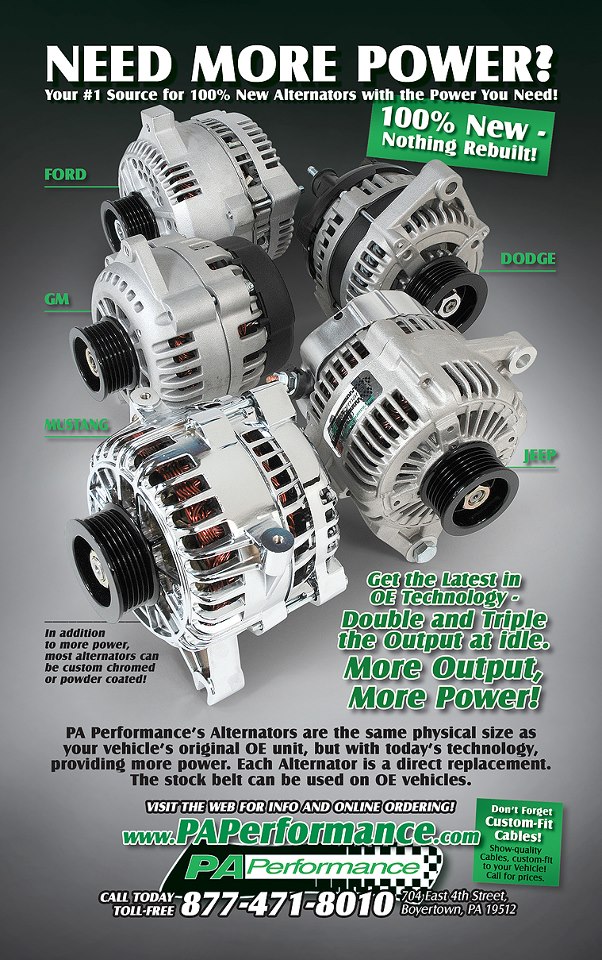 NEED MORE POWER?
Your #1 Source for 100% New Alternators with the Power You Need!
100% New -
Nothing Rebuilt!
FORD
DODGE
GM
MUSTANG
JEEP
Get the Latest in
OE Technology -
Double and Triple
the Output at idle.
More Output,
More Power!
In addition
to more power,
most alternators can
be custom chromed
or powder coated!
PA Performance's Alternators are the same physical size as
your vehicle's original OE unit, but with today's technology,
providing more power. Each Alternator is a direct replacement.
The stock belt can be used on OE vehicles.
VISIT THE WEB FOR INFO AND ONLINE ORDERING!
www.PAPerformance.com
Don't Forget
Custom-Fit
Cables!
Show-quality
Cables, custom-fit
to your Vehicle!
Call for prices.
PA Performance
CALL TODAY
TOLL-FREE
877-471-8010
704 East 4th Street,
Boyertown, PA 19512